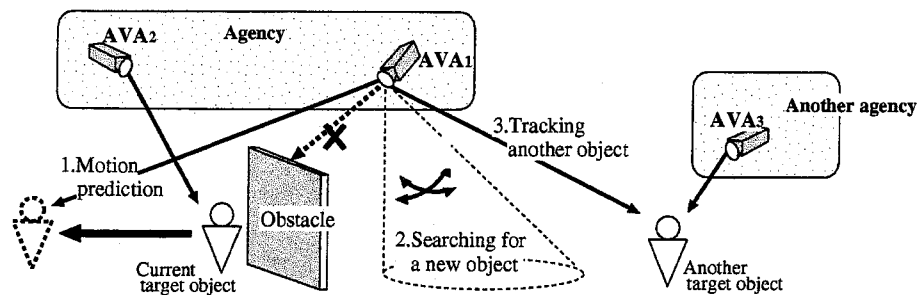 AVA2
Agency
AVA1
Another agency
AVA3
3.Tracking
another object
1.Motion
prediction
Obstacle
2.Searching for
a new object
Current
target object
Another
target object